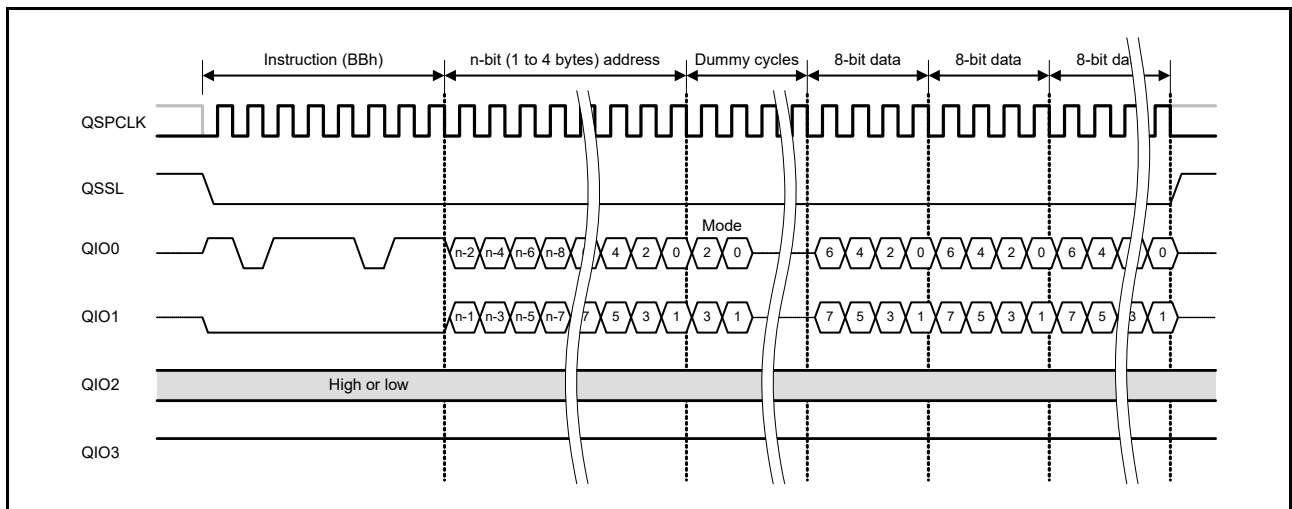 Instruction (BBh) n-bit (1 to 4 bytes) address Dummy cycles 8-bit data 8-bit data 8-bit da
QSPCLK
QSSL
Mode
QIO0 n-2 n-4 n-6 n-8 4 2 0 2 0 6 4 2 0 6 4 2 0 6 4 0
QIO1 n-1 n-3 n-5 n-7 7 5 3 1 3 1 7 5 3 1 7 5 3 1 7 5 3 1
QIO2 High or low
QIO3